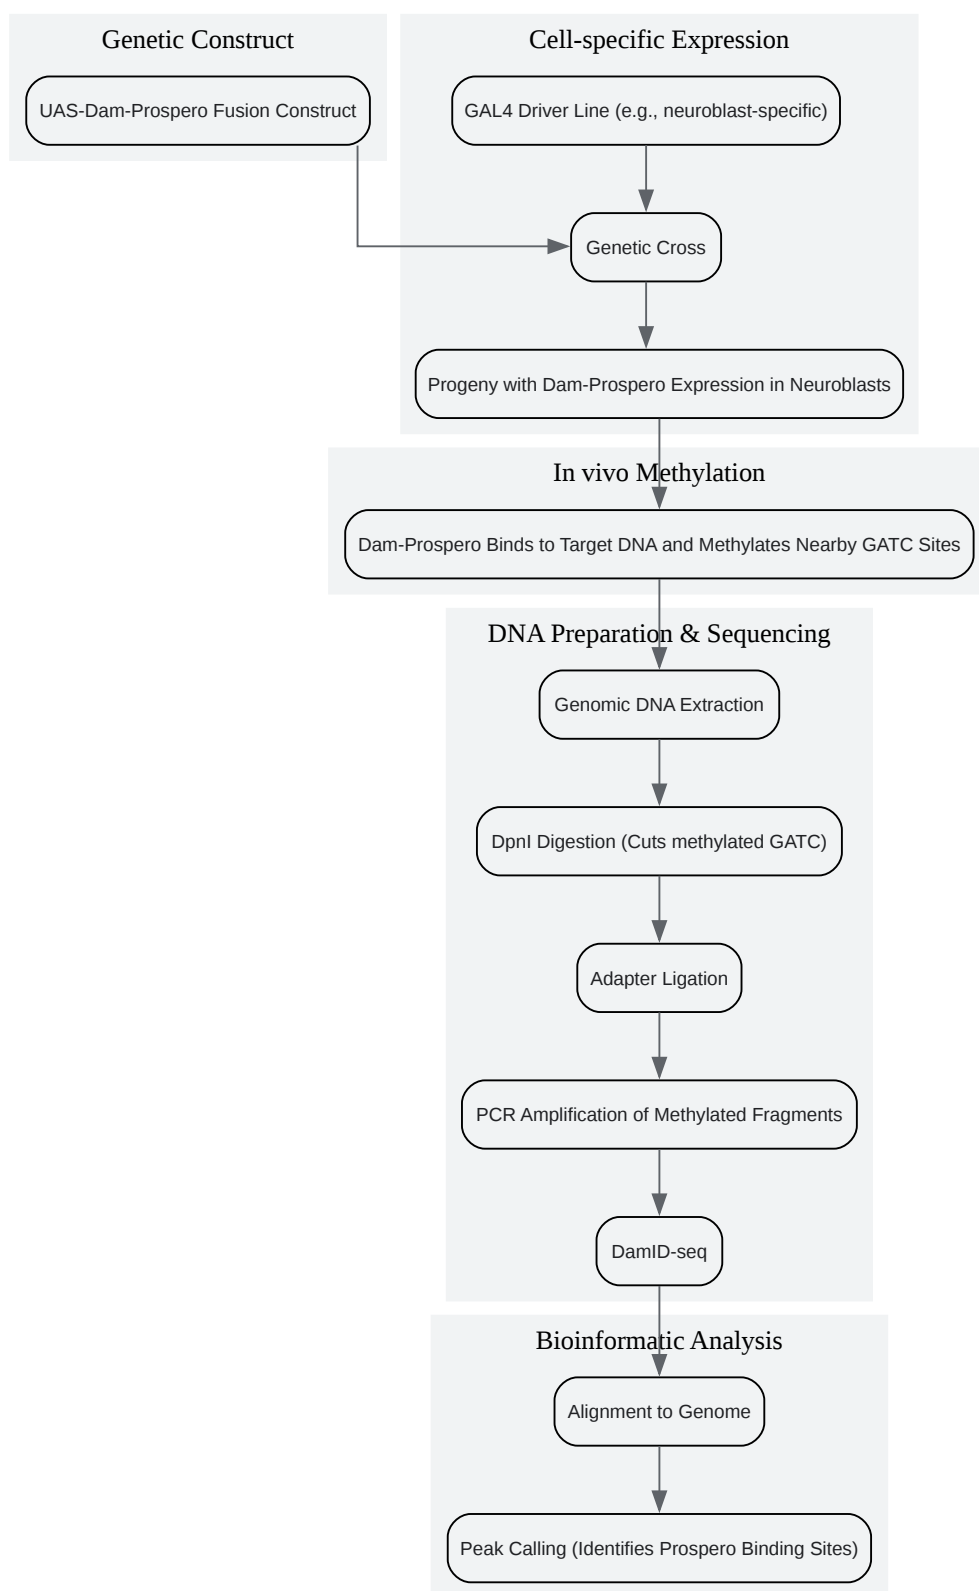 Genetic Construct
UAS-Dam-Prospero Fusion Construct
Cell-specific Expression
GAL4 Driver Line (e.g., neuroblast-specific)
Genetic Cross
Progeny with Dam-Prospero Expression in Neuroblasts
In vivo Methylation
Dam-Prospero Binds to Target DNA and Methylates Nearby GATC Sites
DNA Preparation & Sequencing
Genomic DNA Extraction
DpnI Digestion (Cuts methylated GATC)
Adapter Ligation
PCR Amplification of Methylated Fragments
DamID-seq
Bioinformatic Analysis
Alignment to Genome
Peak Calling (Identifies Prospero Binding Sites)